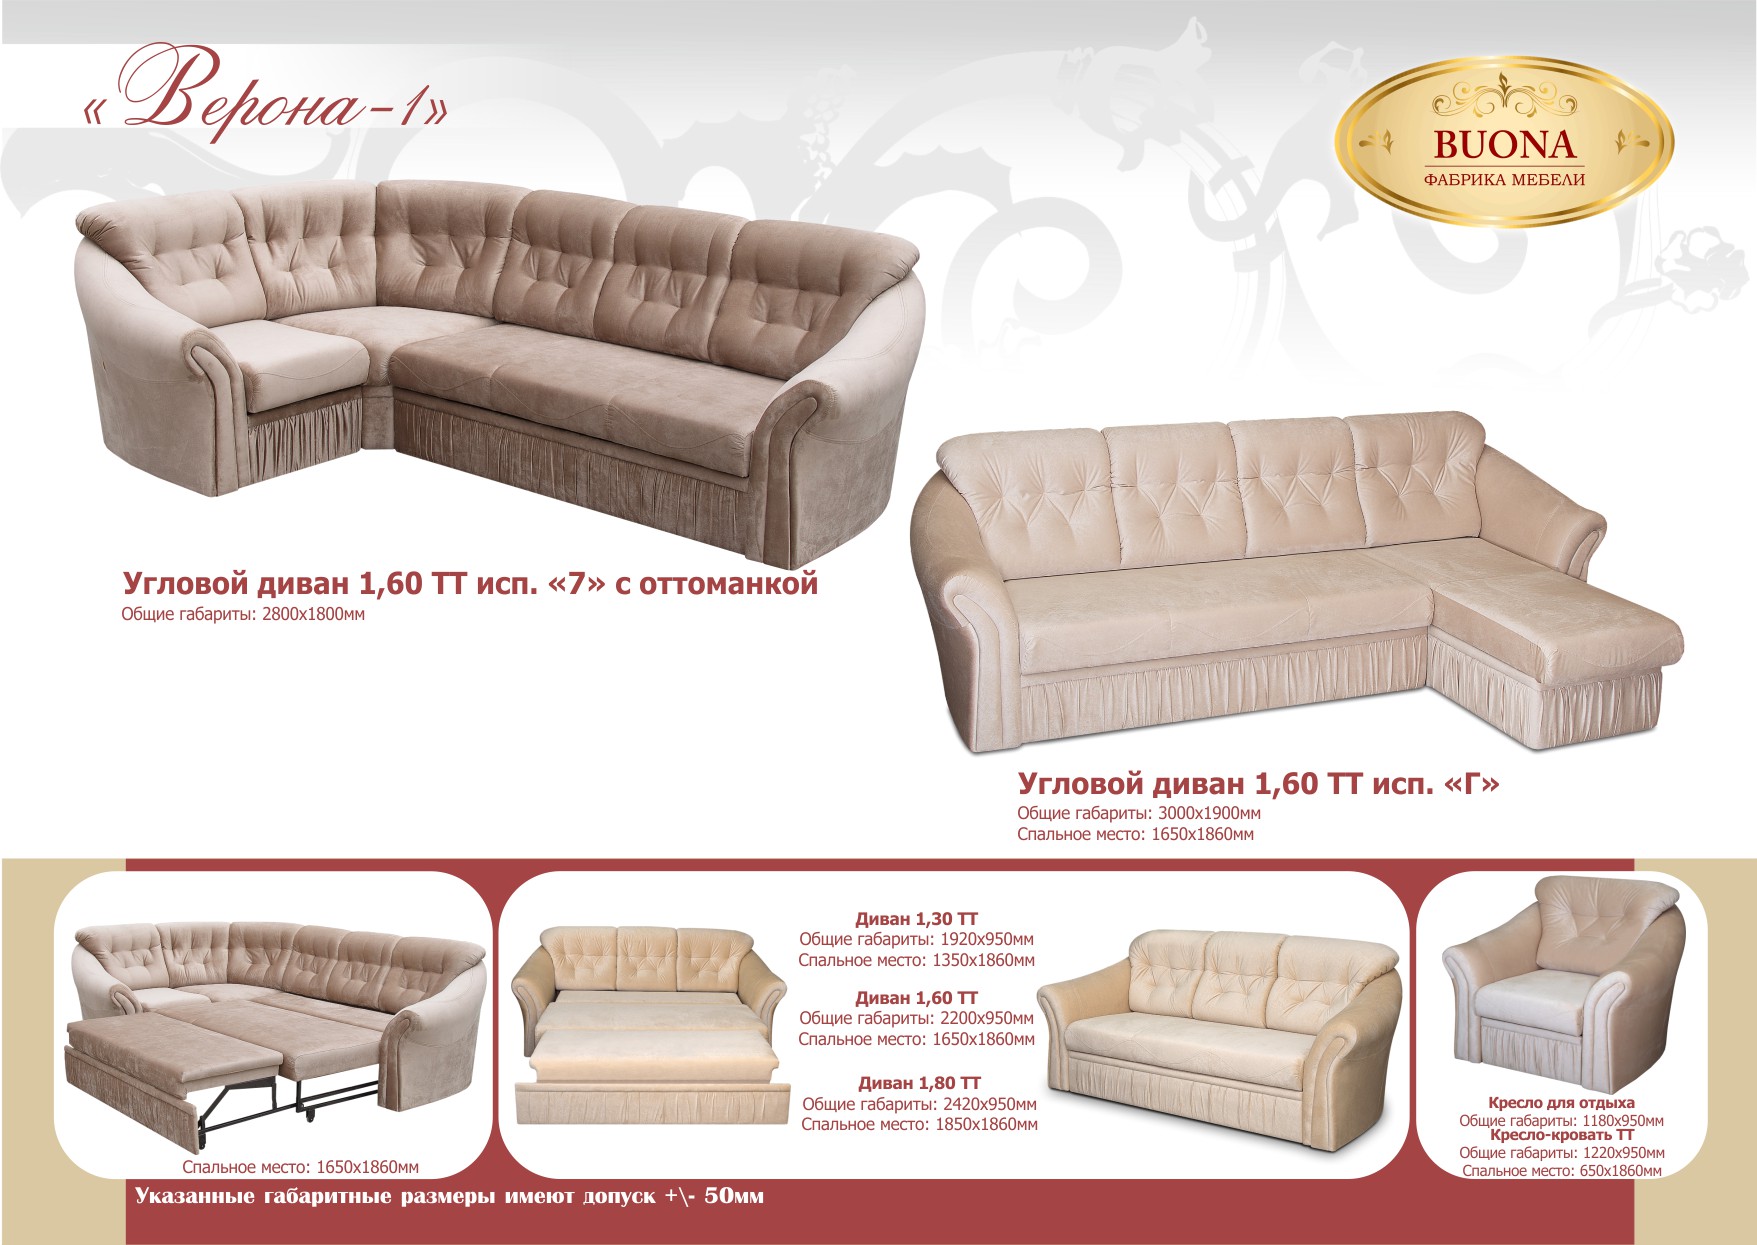 «Верона-1»
BUONA
ФАБРИКА МЕБЕЛИ
Угловой диван 1,60 ТТ исп. «7» с оттоманкой
Общие габариты: 2800х1800мм
Угловой диван 1,60 ТТ исп. «Г»
Общие габариты: 3000х1900мм
Спальное место: 1650х1860мм
Спальное место: 1650х1860мм
Диван 1,30 ТТ
Общие габариты: 1920х950мм
Спальное место: 1350х1860мм
Диван 1,60 ТТ
Общие габариты: 2200х950мм
Спальное место: 1650х1860мм
Диван 1,80 ТТ
Общие габариты: 2420х950мм
Спальное место: 1850х1860мм
Кресло для отдыха
Общие габариты: 1180х950мм
Кресло-кровать ТТ
Общие габариты: 1220х950мм
Спальное место: 650х1860мм
Указанные габаритные размеры имеют допуск +\- 50мм